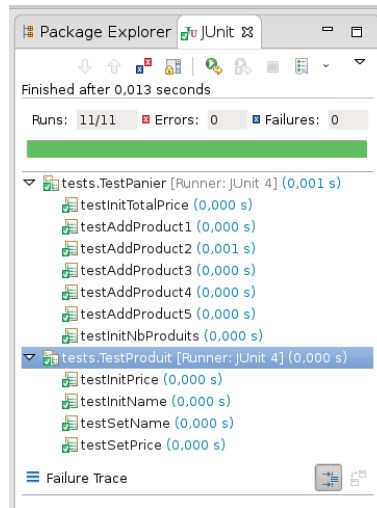 Package Explorer JUnit
Finished after 0,013 seconds
Runs: 11/11 Errors: 0 Failures: 0
tests.TestPanier [Runner: JUnit 4] (0,001 s)
testInitTotalPrice (0,000 s)
testAddProduct1 (0,000 s)
testAddProduct2 (0,001 s)
testAddProduct3 (0,000 s)
testAddProduct4 (0,000 s)
testAddProduct5 (0,000 s)
testInitNbProduits (0,000 s)
tests.TestProduit [Runner: JUnit 4] (0,000 s)
testInitPrice (0,000 s)
testInitName (0,000 s)
testSetName (0,000 s)
testSetPrice (0,000 s)
Failure Trace